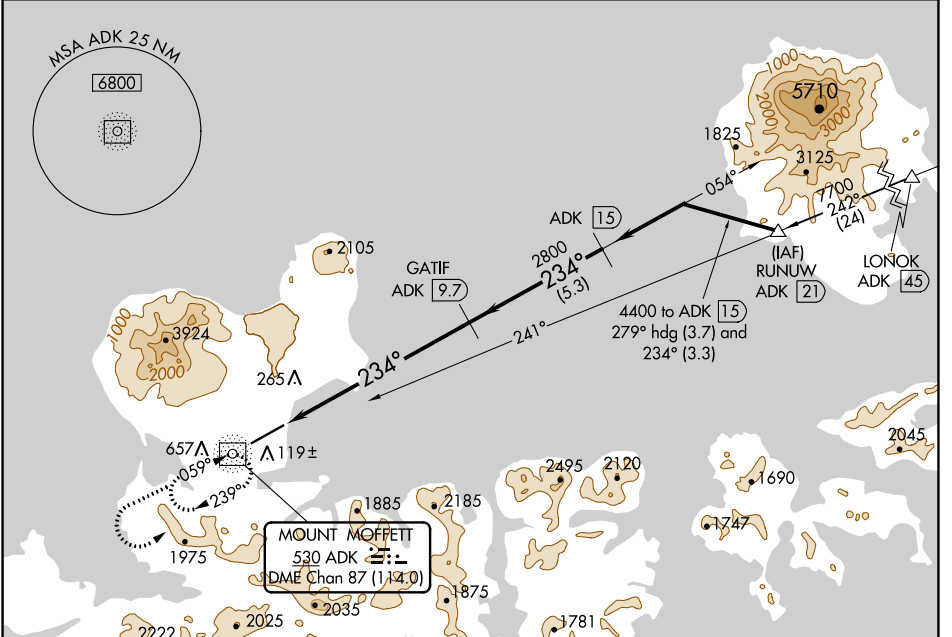 MSA ADK 25 NM
6800
1000
5710
2000
3000
1825
3125
054°
7700
242°
(24)
ADK 15
2800
234°
(5.3)
(IAF)
RUNUW
ADK 21
LONOK
ADK 45
2105
GATIF
ADK 9.7
4400 to ADK 15
279° hdg (3.7) and
234° (3.3)
241°
1000
3924
2000
265
234°
657
119±
059°
239°
2045
2495
2120
1690
1885
2185
1747
1975
MOUNT MOFFETT
530 ADK
DME Chan 87 (114.0)
1875
2035
2025
2222
1781